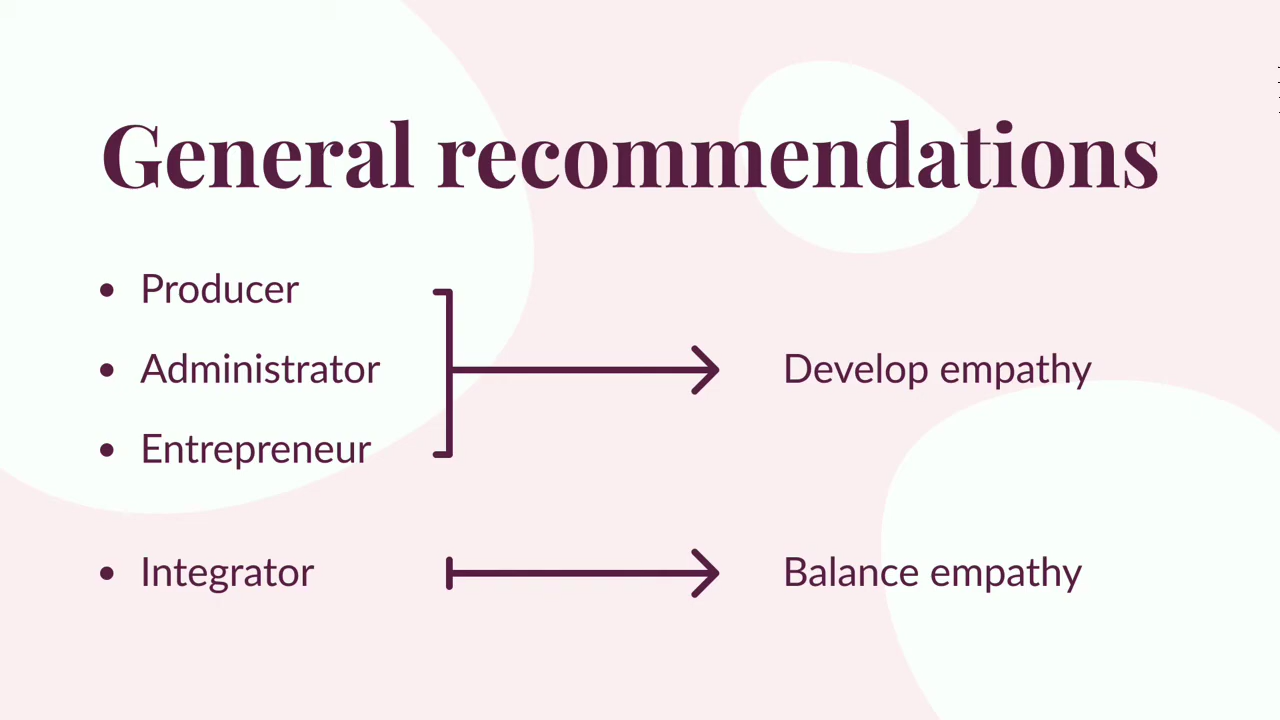 General recommendations
• Producer
• Administrator
Develop empathy
• Entrepreneur
• Integrator
Balance empathy